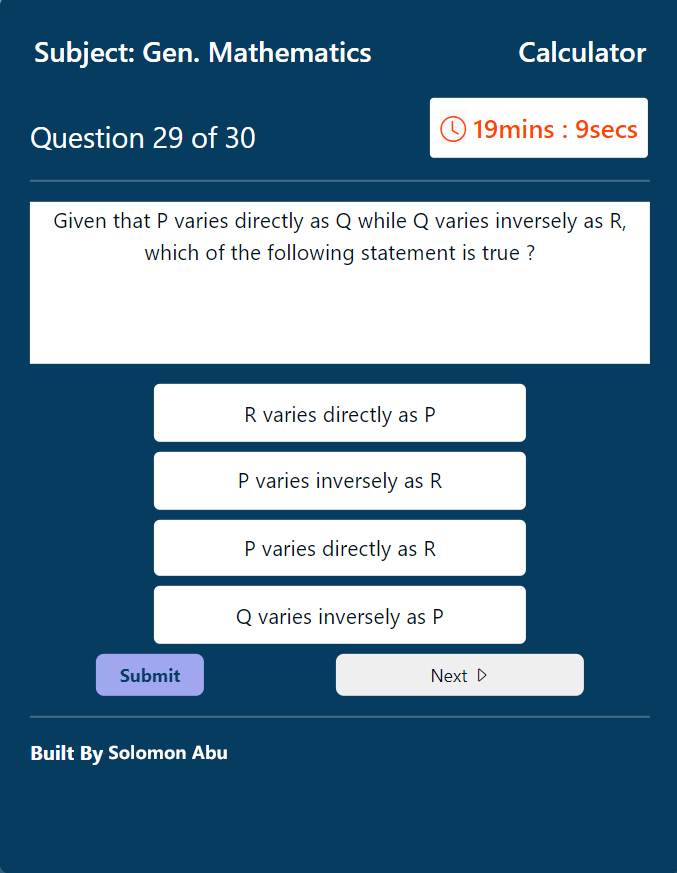 Subject: Gen. Mathematics
Calculator
Question 29 of 30
19mins : 9secs
Given that P varies directly as Q while Q varies inversely as R,
which of the following statement is true ?
R varies directly as P
P varies inversely as R
P varies directly as R
Q varies inversely as P
Submit
Next
Built By Solomon Abu